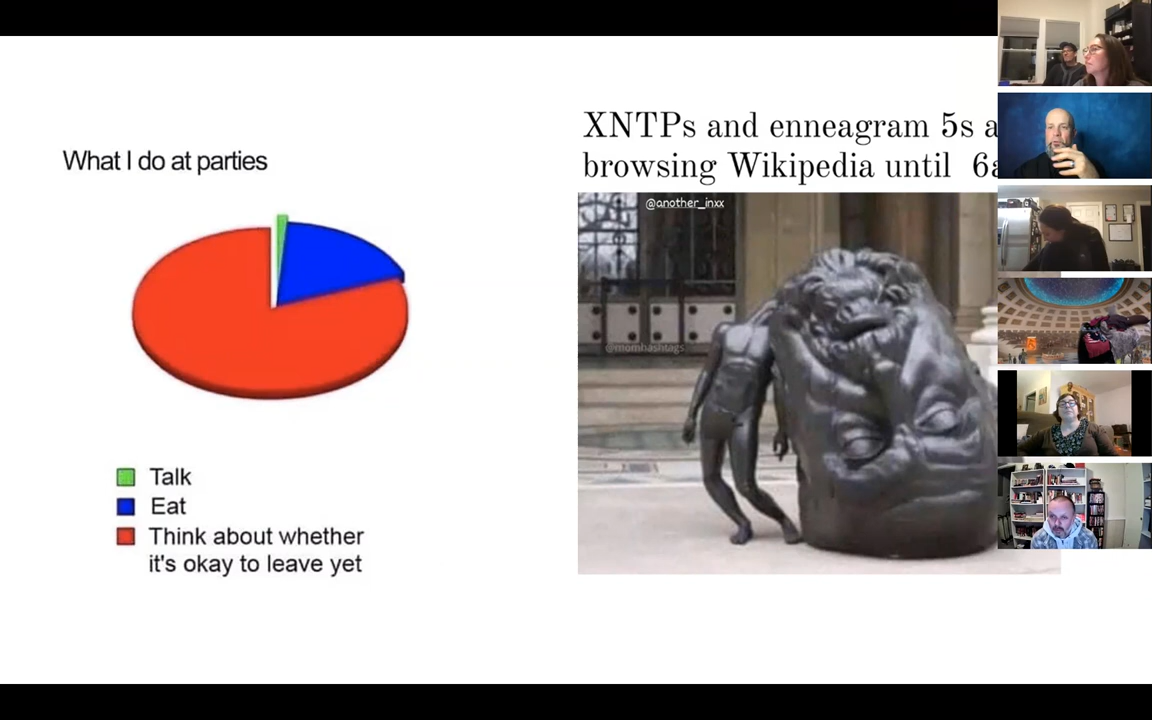 What I do at parties
Talk
Eat
Think about whether
it's okay to leave yet
XNTPs and enneagram 5s a
browsing Wikipedia until 6a
@another_inxx
@momhashtags